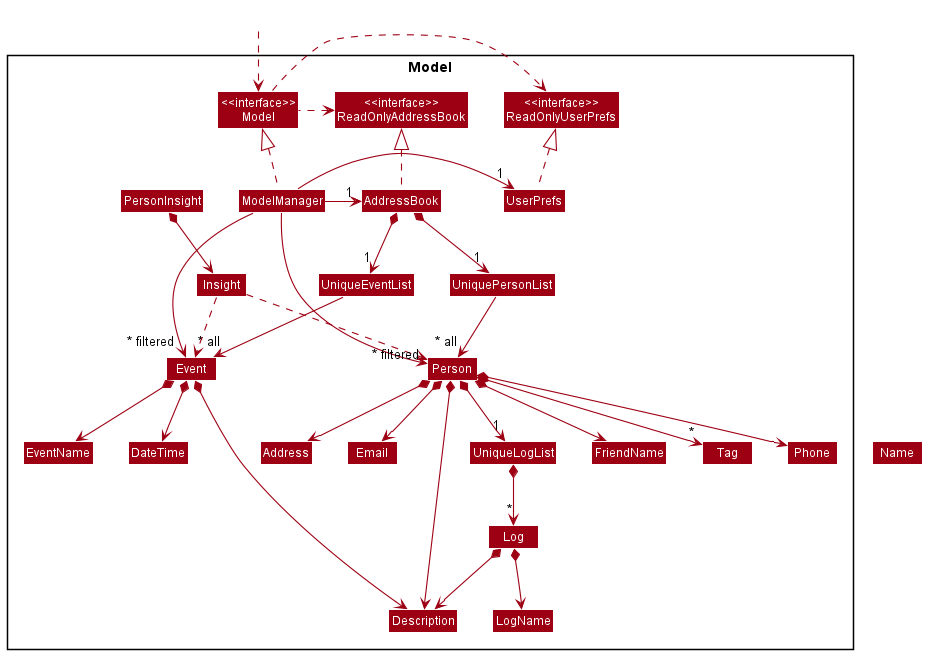 Model
<<interface>>
Model
<<interface>>
ReadOnlyAddressBook
<<interface>>
ReadOnlyUserPrefs
1
1
PersonInsight
ModelManager
AddressBook
UserPrefs
1
1
Insight
UniqueEventList
UniquePersonList
* filtered
* all
* filtered
* all
Event
Person
1
*
EventName
DateTime
Address
Email
UniqueLogList
FriendName
Tag
Phone
Name
*
Log
Description
LogName